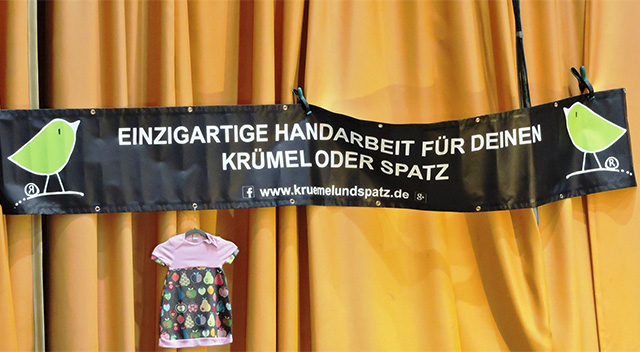 EINZIGARTIGE HANDARBEIT FÜR DEINEN
KRÜMEL ODER SPATZ
f www.kruemelundspatz.de g+
® ®